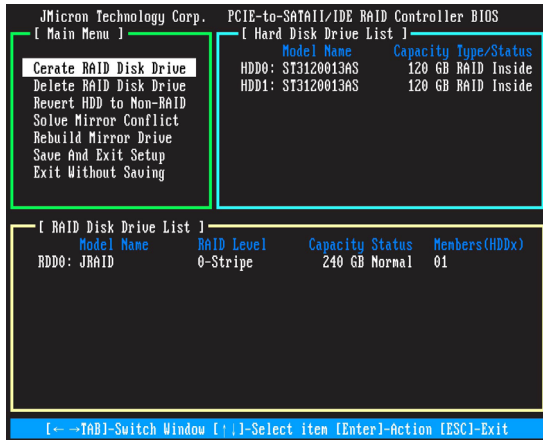 JMicron Technology Corp. PCIE-to-SATAII/IDE RAID Controller BIOS
[ Main Menu ]
Cerate RAID Disk Drive
Delete RAID Disk Drive
Revert HDD to Non-RAID
Solve Mirror Conflict
Rebuild Mirror Drive
Save And Exit Setup
Exit Without Saving
[ Hard Disk Drive List ]
Model Name Capacity Type/Status
HDD0: ST3120013AS 120 GB RAID Inside
HDD1: ST3120013AS 120 GB RAID Inside
[ RAID Disk Drive List ]
Model Name RAID Level Capacity Status Members(HDDx)
RDD0: JRAID 0-Stripe 240 GB Normal 01
[← →TAB]-Switch Window [↑↓]-Select item [Enter]-Action [ESC]-Exit